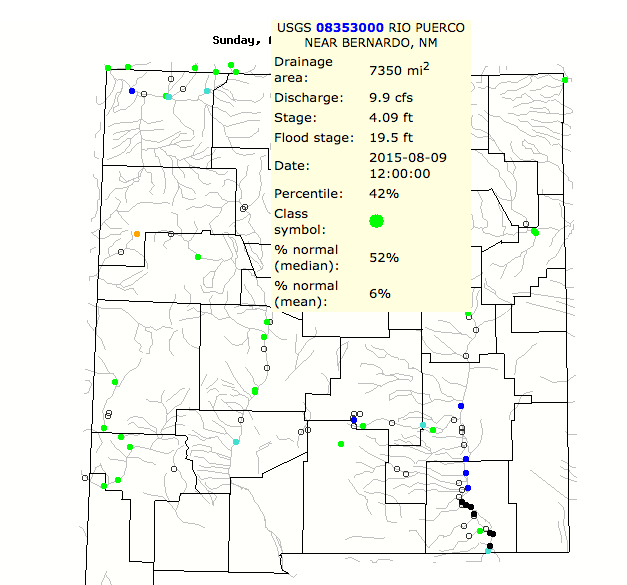 Sunday,
USGS 08353000 RIO PUERCO
NEAR BERNARDO, NM
Drainage
area: 7350 mi2
Discharge: 9.9 cfs
Stage: 4.09 ft
Flood stage: 19.5 ft
Date: 2015-08-09
12:00:00
Percentile: 42%
Class
symbol:
% normal
(median): 52%
% normal
(mean): 6%